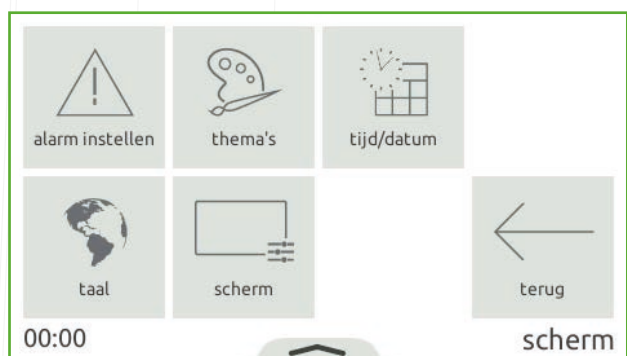 alarm instellen
thema's
tijd/datum
taal
scherm
terug
00:00
scherm